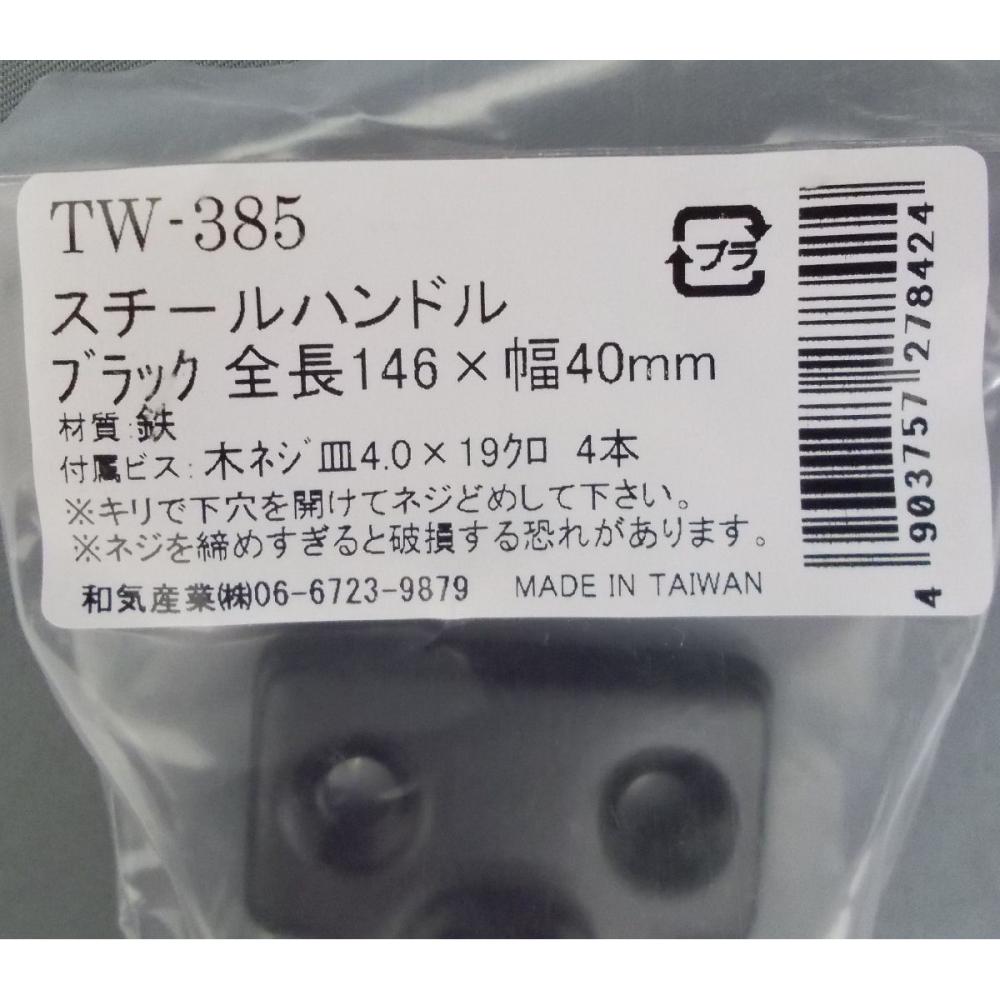 TW-385
スチールハンドル
ブラック 全長146×幅40mm
材質:鉄
付属ビス:木ネジ 皿4.0×19クロ 4本
※キリで下穴を開けてネジどめして下さい。
※ネジを締めすぎると破損する恐れがあります。
和気産業㈱06-6723-9879 MADE IN TAIWAN
プラ
4 903757 278424